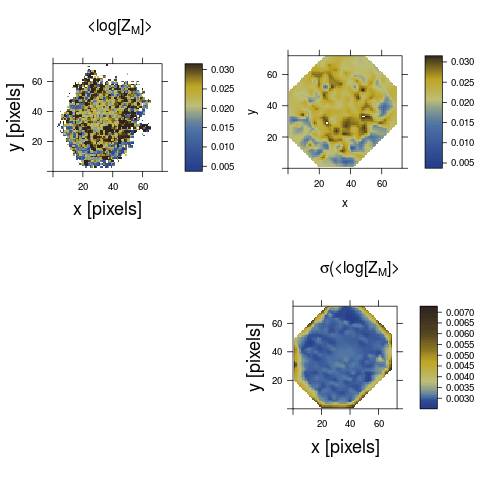 <log[Z_M]>
60
40
20
y [pixels]
20 40 60
x [pixels]
0.030
0.025
0.020
0.015
0.010
0.005
60
40
20
y
20 40 60
x
0.030
0.025
0.020
0.015
0.010
0.005
σ(<log[Z_M]>
60
40
20
y [pixels]
20 40 60
x [pixels]
0.0070
0.0065
0.0060
0.0055
0.0050
0.0045
0.0040
0.0035
0.0030